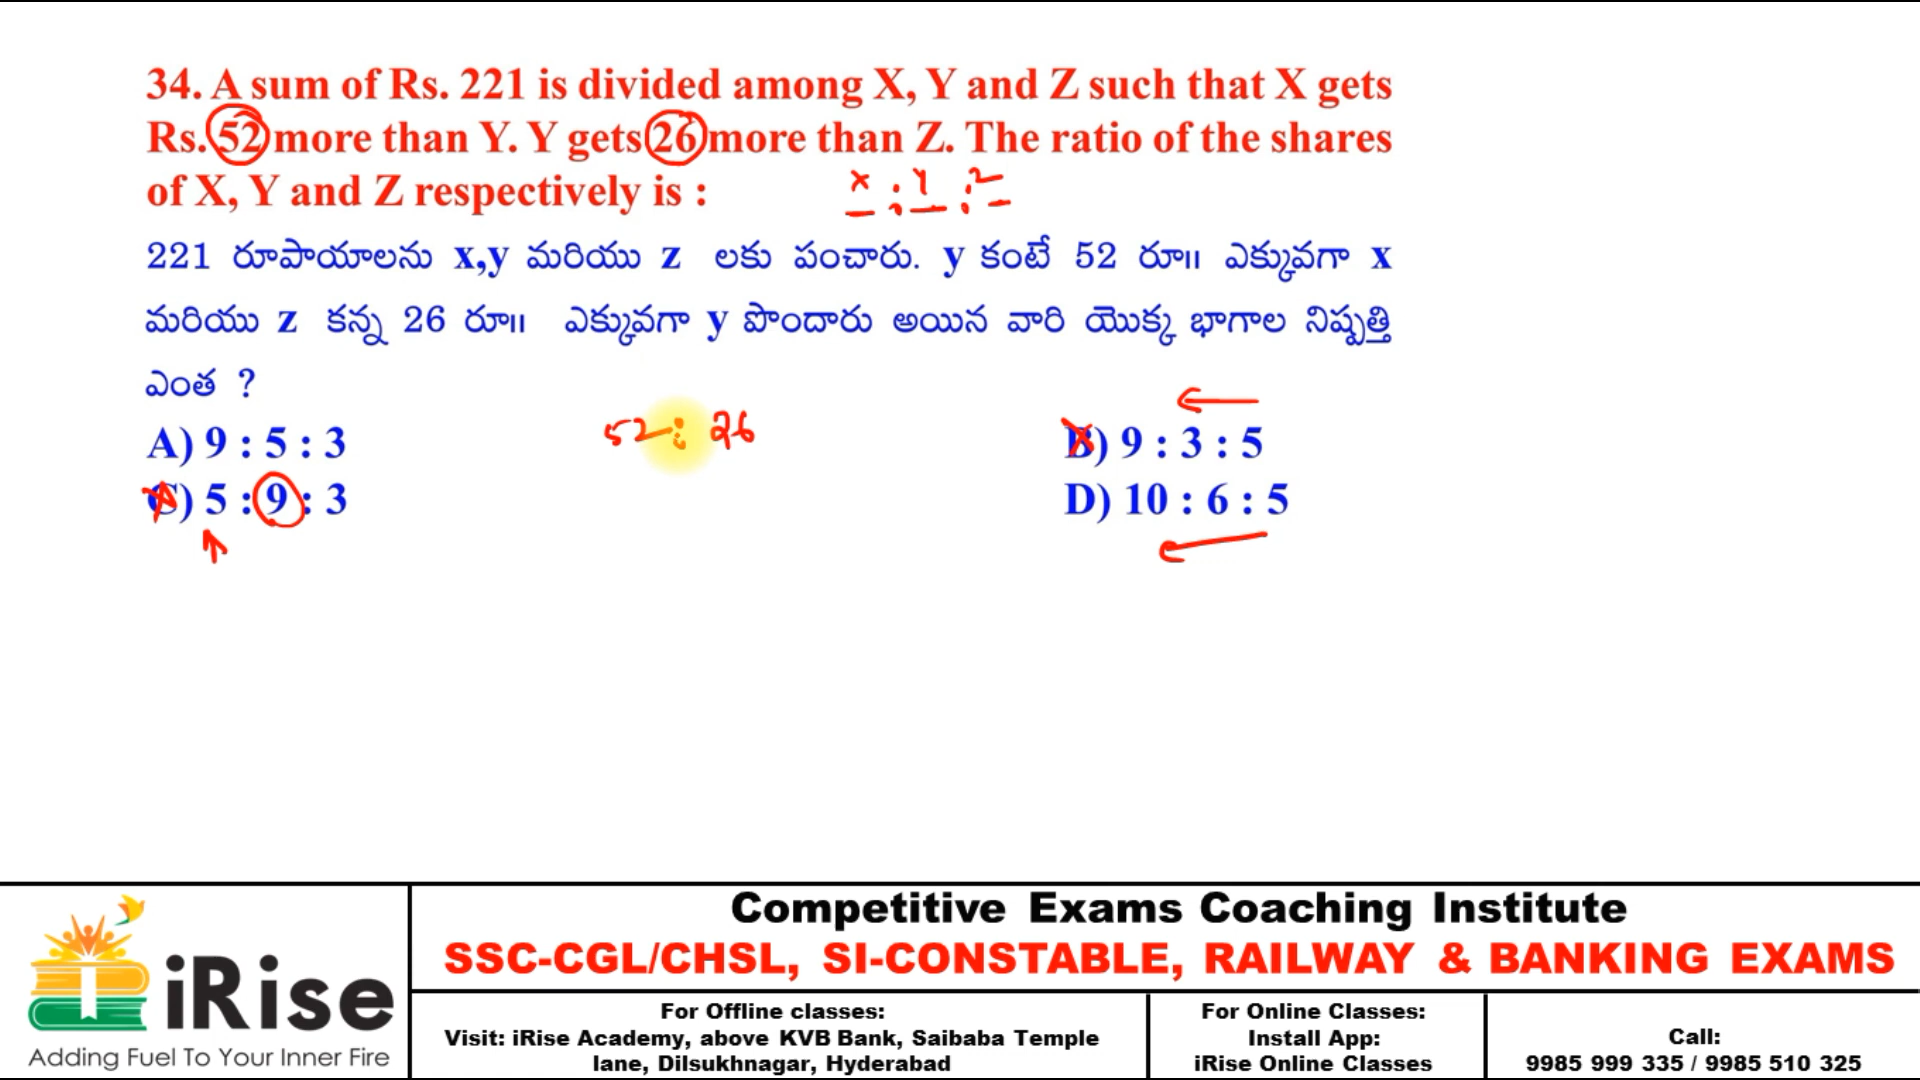 34. A sum of Rs. 221 is divided among X, Y and Z such that X gets
Rs. 52 more than Y. Y gets 26 more than Z. The ratio of the shares
of X, Y and Z respectively is :
x : y : z
221 రూపాయాలను x,y మరియు z లకు పంచారు. y కంటే 52 రూ॥ ఎక్కువగా x
మరియు z కన్న 26 రూ॥ ఎక్కువగా y పొందారు అయిన వారి యొక్క భాగాల నిష్పత్తి
ఎంత ?
52 : 26
A) 9 : 5 : 3
B) 9 : 3 : 5
C) 5 : 9 : 3
D) 10 : 6 : 5
iRise
Adding Fuel To Your Inner Fire
Competitive Exams Coaching Institute
SSC-CGL/CHSL, SI-CONSTABLE, RAILWAY & BANKING EXAMS
For Offline classes:
Visit: iRise Academy, above KVB Bank, Saibaba Temple
lane, Dilsukhnagar, Hyderabad
For Online Classes:
Install App:
iRise Online Classes
Call:
9985 999 335 / 9985 510 325